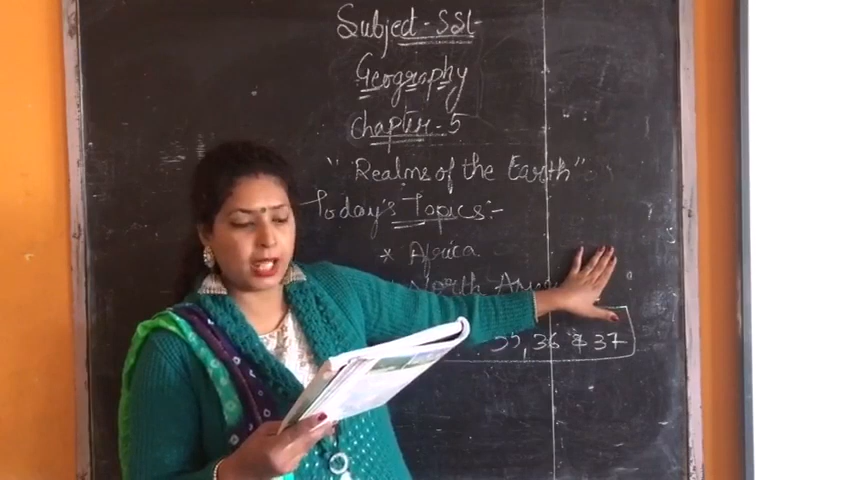 Subject - SSt-
Geography
Chapter - 5
"Realms of the Earth"
Today's Topics:-
* Africa
North
35, 36 & 37